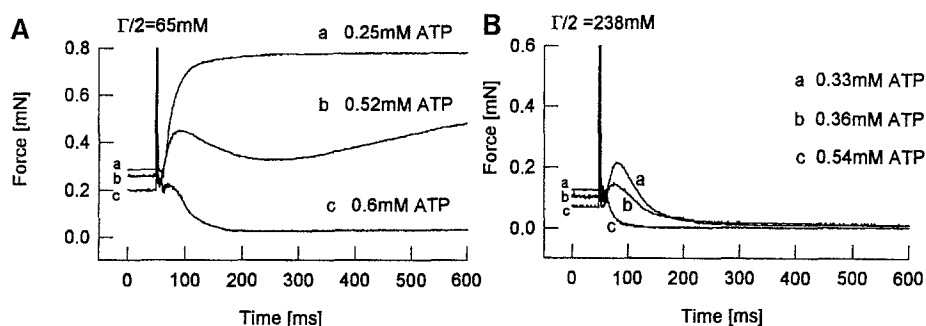 A
Γ/2 =65mM
a 0.25mM ATP
b 0.52mM ATP
c 0.6mM ATP
a
b
c
Force [mN]
0.8
0.6
0.4
0.2
0.0
0 100 200 300 400 500 600
Time [ms]
B
Γ/2 =238mM
a 0.33mM ATP
b 0.36mM ATP
c 0.54mM ATP
a
b
c
a
b
c
Force [mN]
0.6
0.4
0.2
0.0
0 100 200 300 400 500 600
Time [ms]